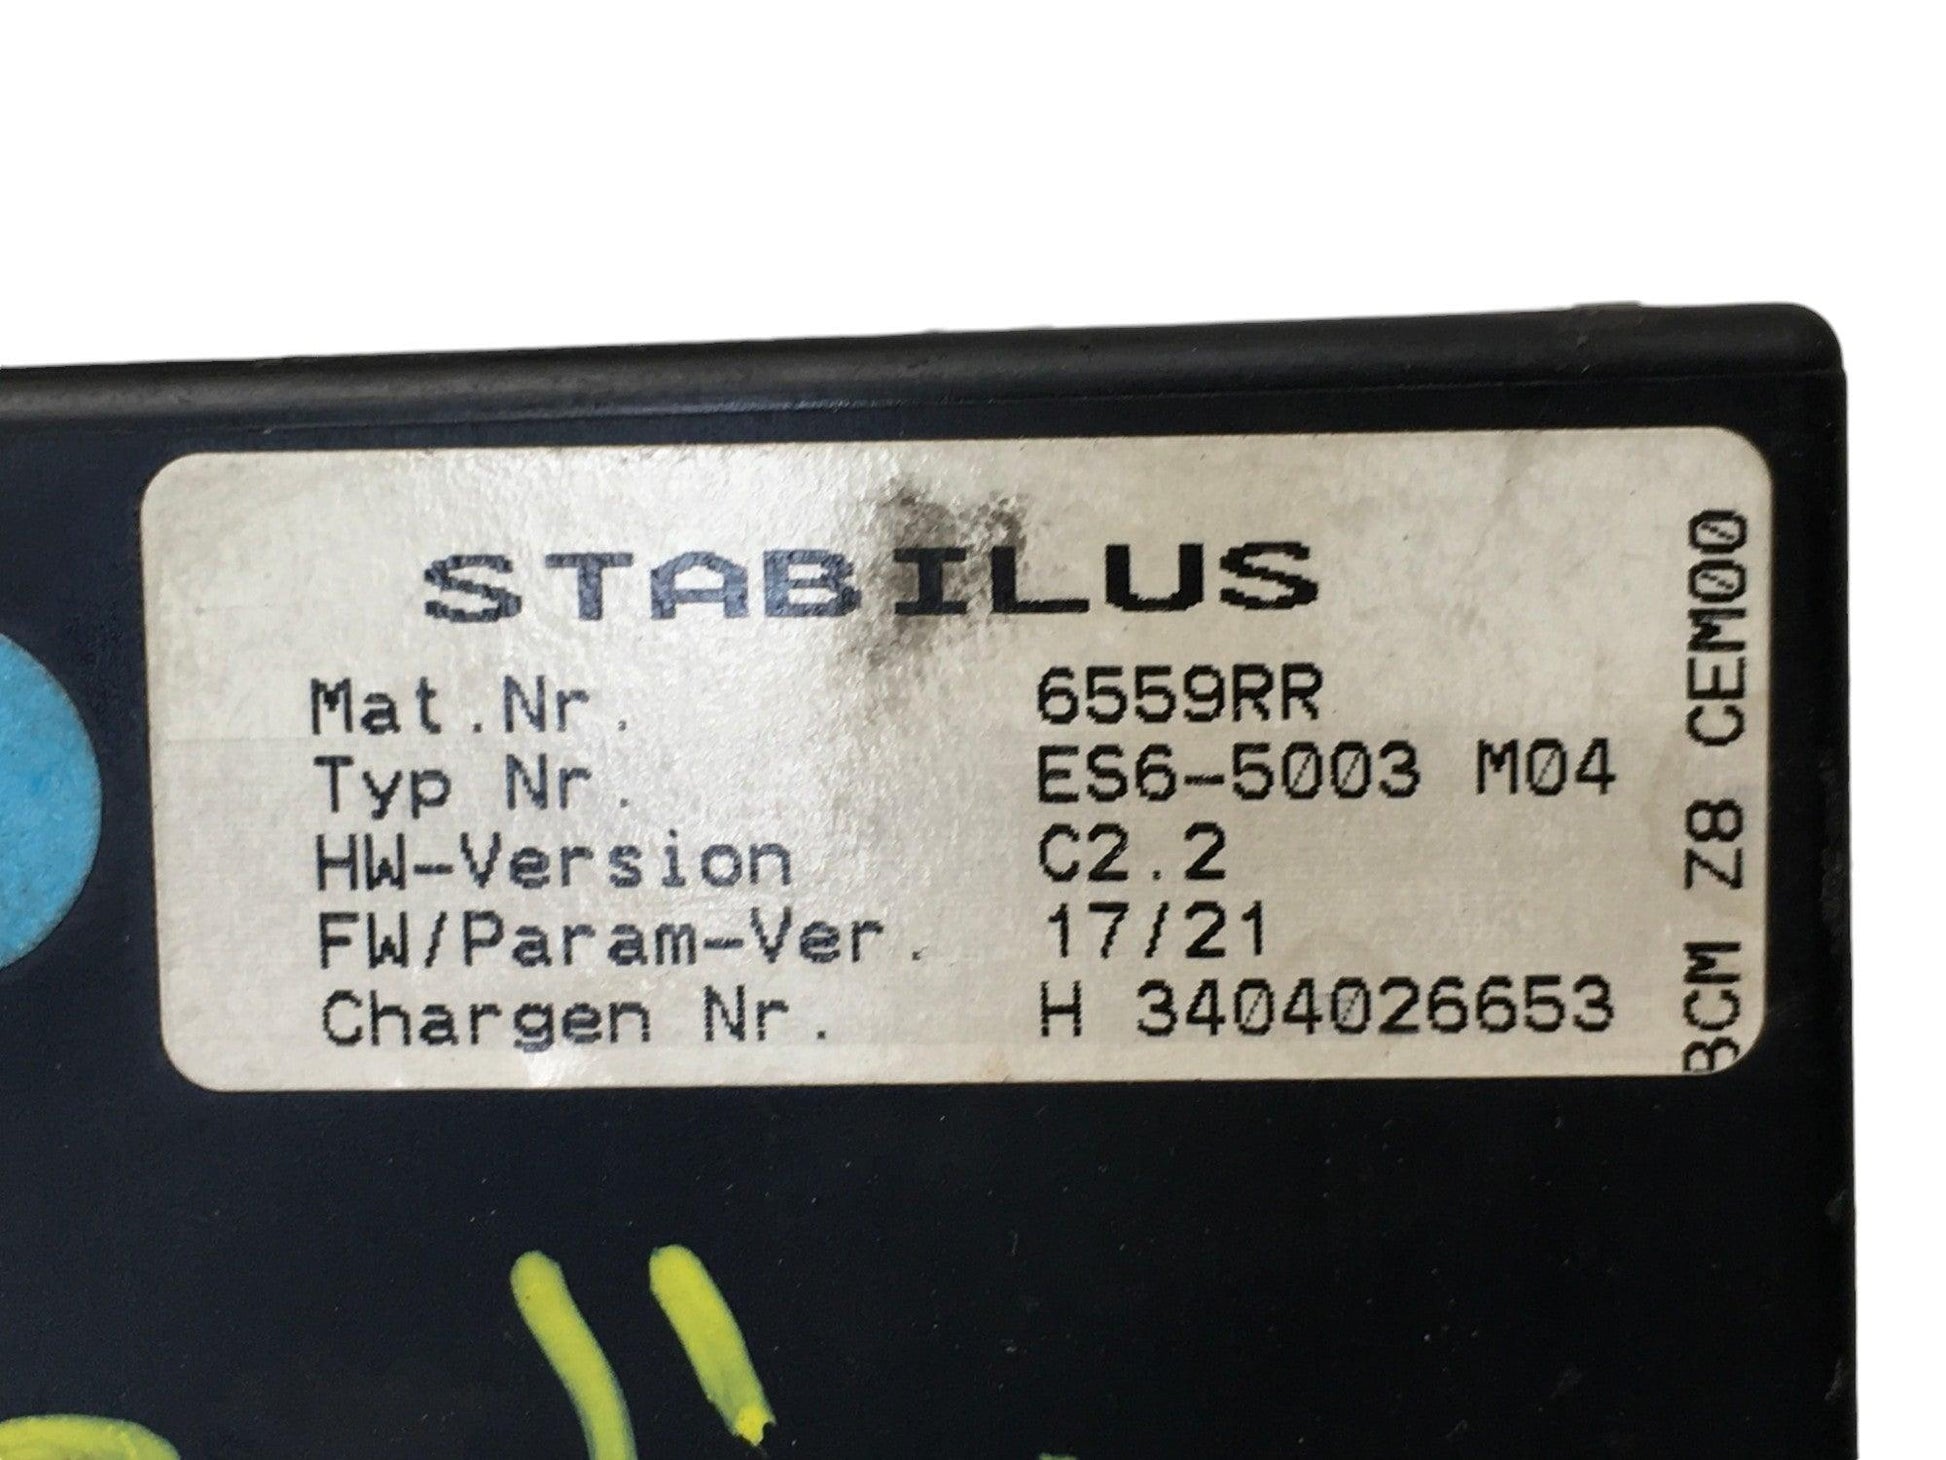 STABILUS
Mat.Nr. 6559RR
Typ Nr. ES6-5003 M04
HW-Version C2.2
FW/Param-Ver. 17/21
Chargen Nr. H 3404026653
BCM Z8 CEM00